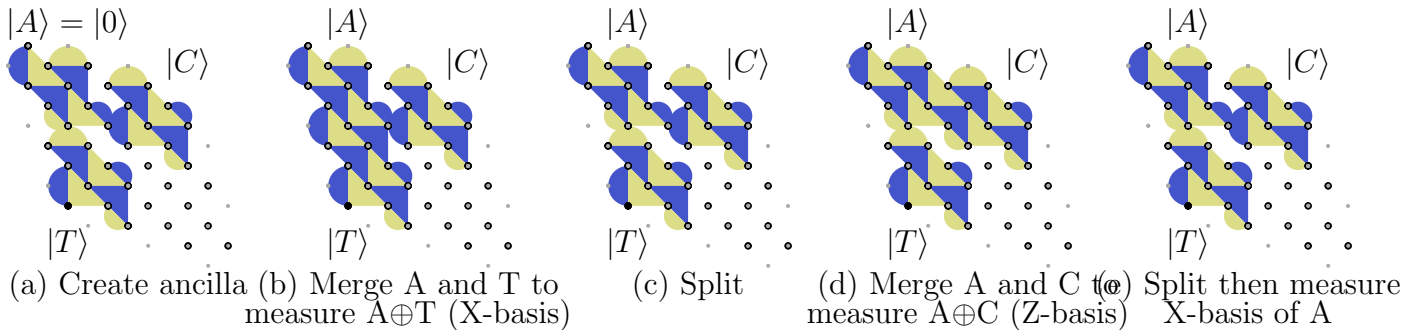 |A⟩ = |0⟩
|C⟩
|T⟩
(a) Create ancilla
|A⟩
|C⟩
|T⟩
(b) Merge A and T to
measure A⊕T (X-basis)
|A⟩
|C⟩
|T⟩
(c) Split
|A⟩
|C⟩
|T⟩
(d) Merge A and C to
measure A⊕C (Z-basis)
|A⟩
|C⟩
|T⟩
(e) Split then measure
X-basis of A